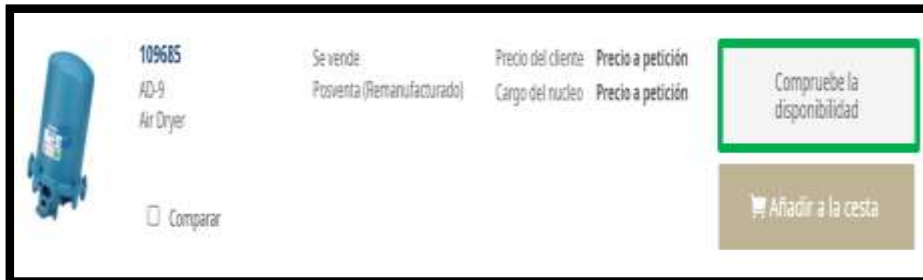 109685
AD-9
Air Dryer
Comparar
Se vende
Posventa (Remanufacturado)
Precio del cliente Precio a petición
Cargo del nucleo Precio a petición
Compruebe la
disponibilidad
Añadir a la cesta